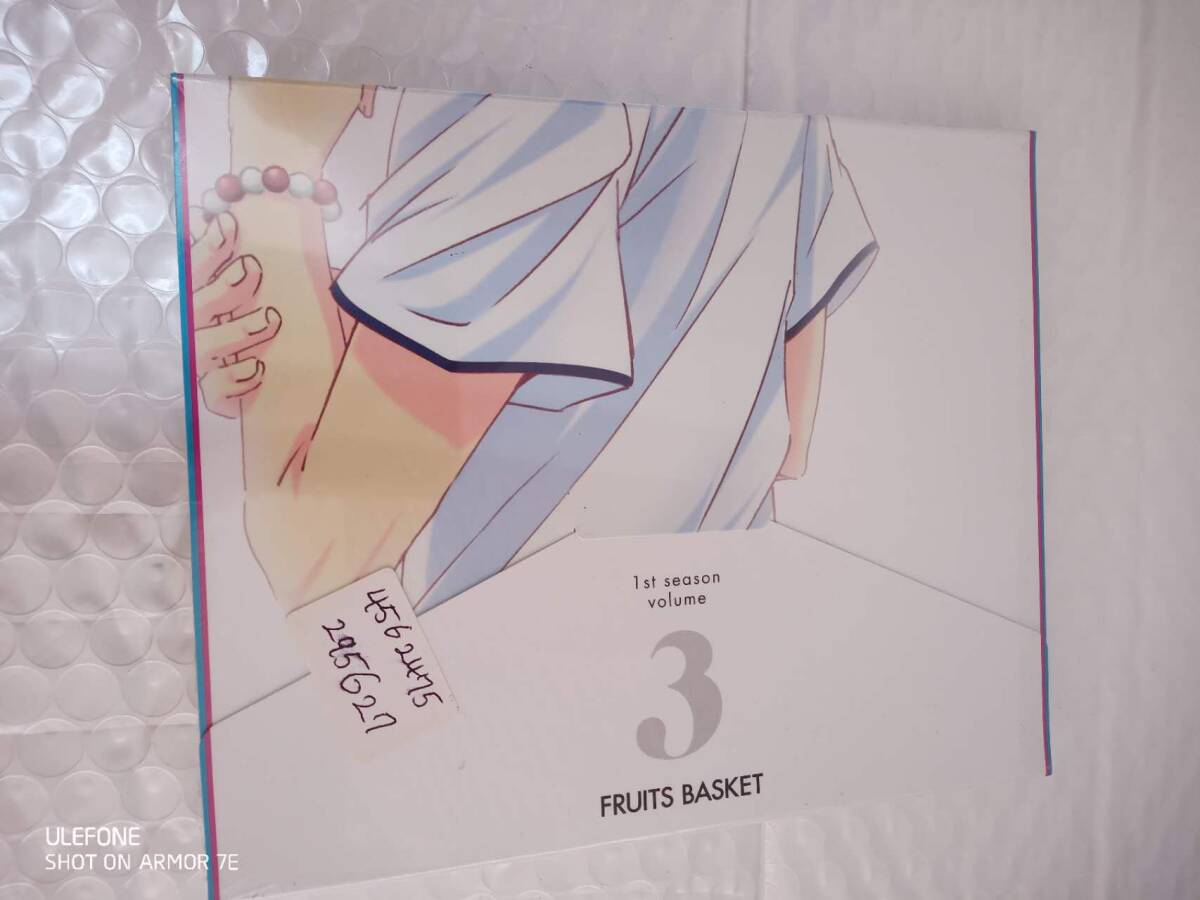 1st season
volume
3
FRUITS BASKET
4562475
295627
ULEFONE
SHOT ON ARMOR 7E